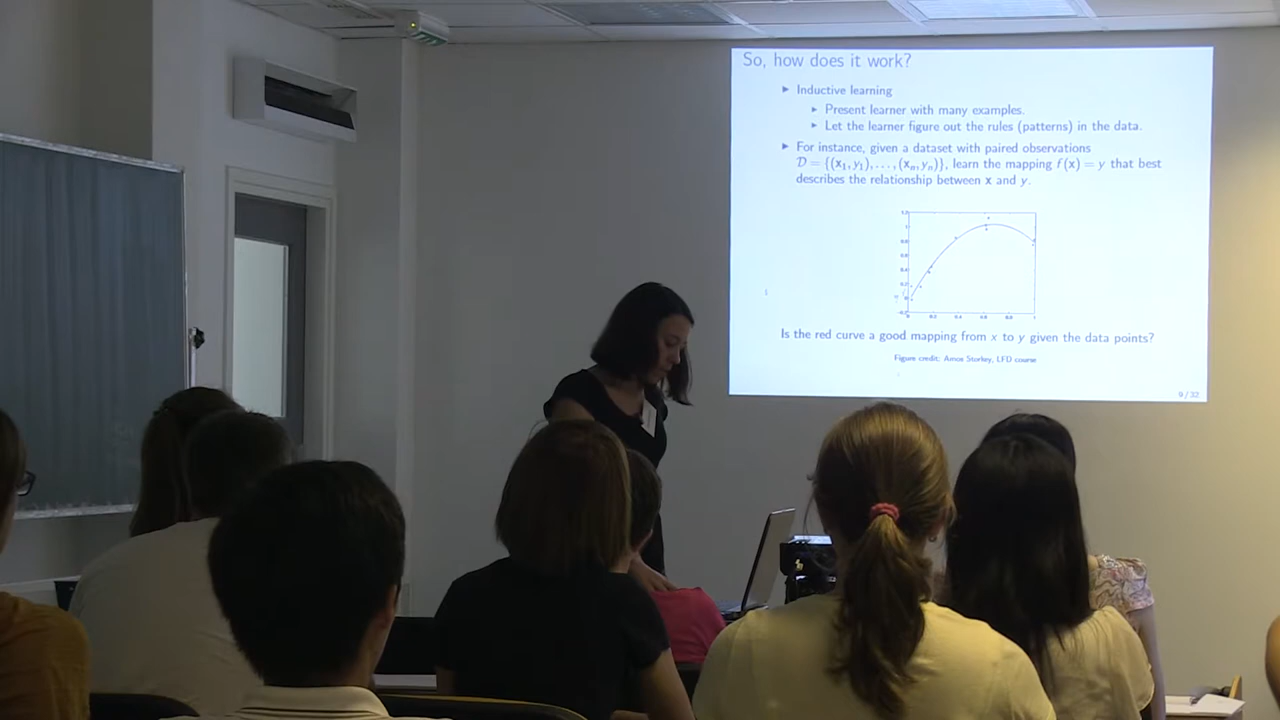 So, how does it work?
Inductive learning
Present learner with many examples.
Let the learner figure out the rules (patterns) in the data.
For instance, given a dataset with paired observations
𝒟 = {(x₁, y₁), . . . , (xₙ, yₙ)}, learn the mapping f(x) = y that best
describes the relationship between x and y.
Is the red curve a good mapping from x to y given the data points?
Figure credit: Amos Storkey, LFD course
9 / 32